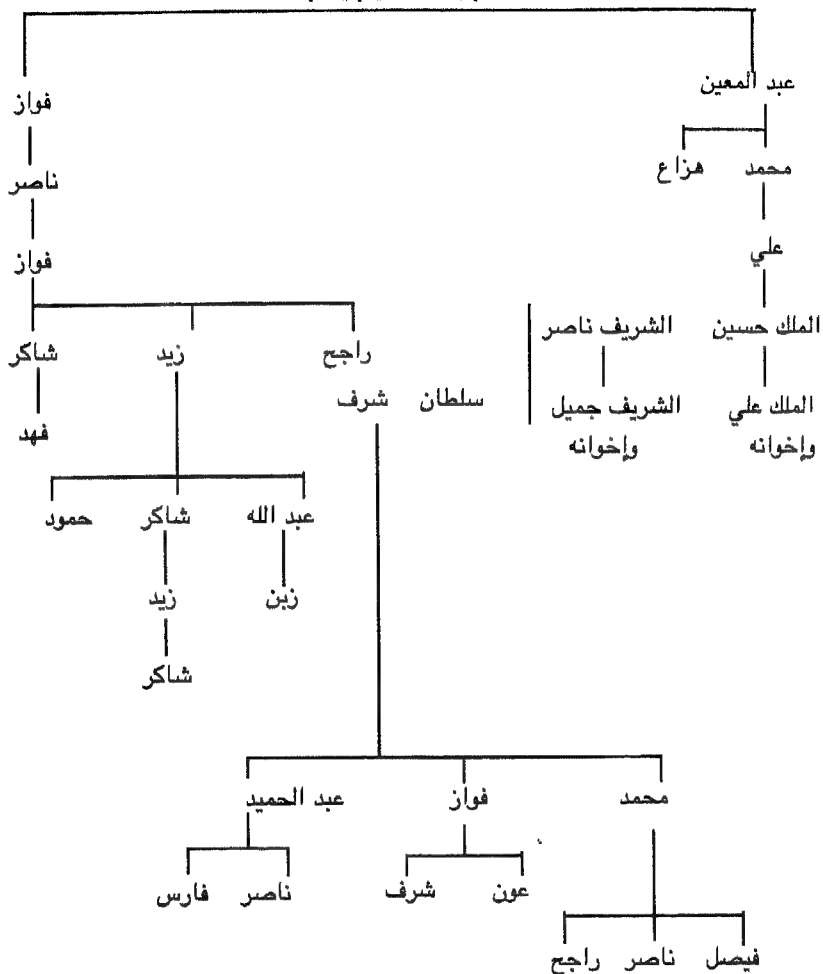 عبد المعين
فواز
محمد هزاع
ناصر
علي
فواز
الملك حسين الشريف ناصر
راجح زيد شاكر
سلطان شرف
الملك علي الشريف جميل
وإخوانه وإخوانه
فهد
عبد الله شاكر حمود
زبن زيد
شاكر
محمد فواز عبد الحميد
عون شرف ناصر فارس
فيصل ناصر راجح